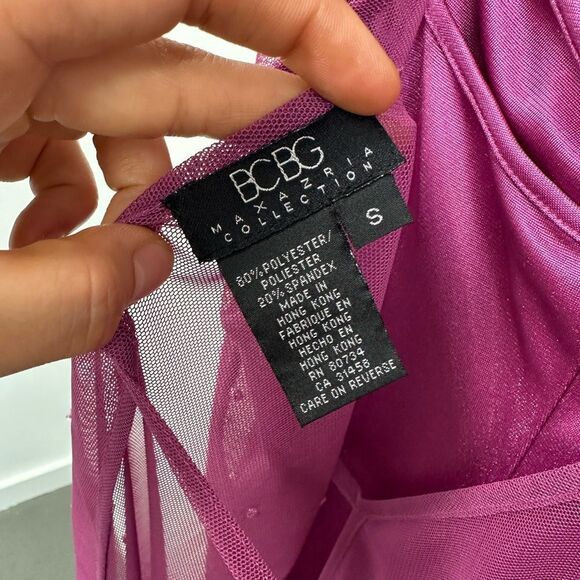 BCBG
MAXAZRIA
COLLECTION
S
80% POLYESTER/
POLIESTER
20% SPANDEX
MADE IN
HONG KONG
FABRIQUE EN
HONG KONG
HECHO EN
HONG KONG
RN 80734
CA 31458
CARE ON REVERSE